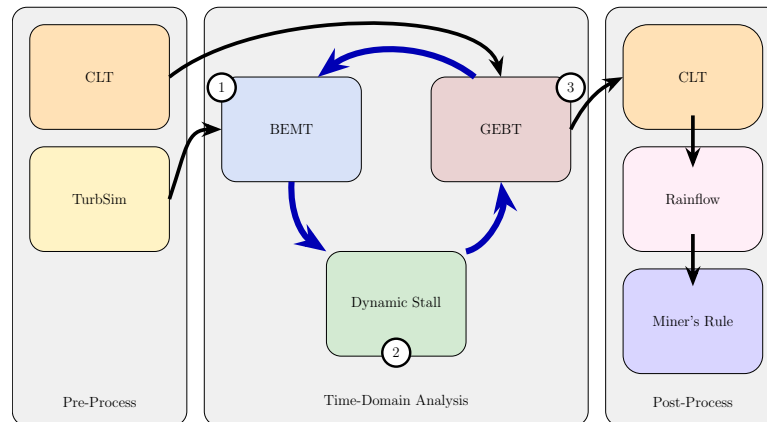 CLT
TurbSim
Pre-Process
1
BEMT
3
GEBT
Dynamic Stall
2
Time-Domain Analysis
CLT
Rainflow
Miner's Rule
Post-Process